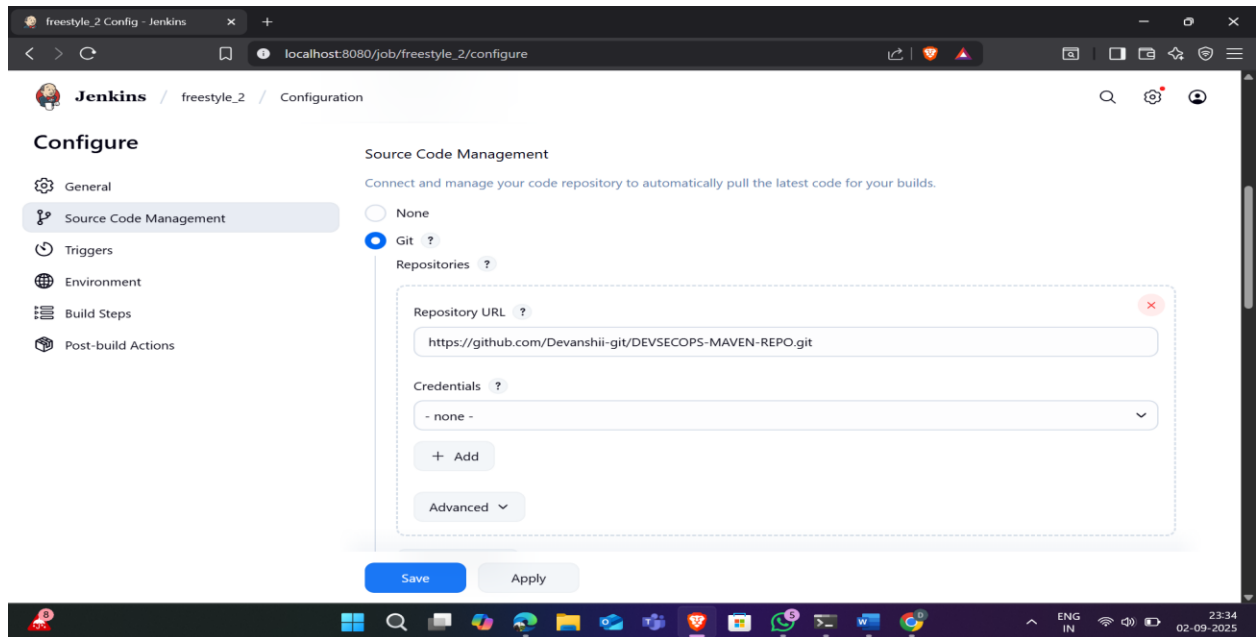 freestyle_2 Config - Jenkins
localhost:8080/job/freestyle_2/configure
Jenkins / freestyle_2 / Configuration
Configure
General
Source Code Management
Triggers
Environment
Build Steps
Post-build Actions
Source Code Management
Connect and manage your code repository to automatically pull the latest code for your builds.
None
Git ?
Repositories ?
Repository URL ?
https://github.com/Devanshii-git/DEVSECOPS-MAVEN-REPO.git
Credentials ?
- none -
+ Add
Advanced
Save
Apply
8
5
ENG
IN
23:34
02-09-2025